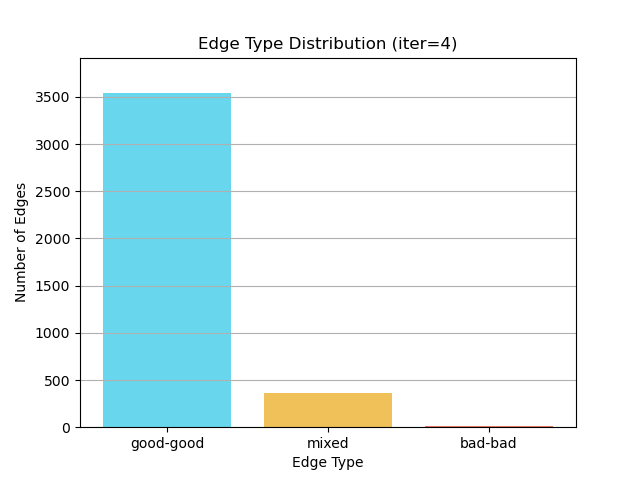 Edge Type Distribution (iter=4)
Number of Edges
3500
3000
2500
2000
1500
1000
500
0
good-good mixed bad-bad
Edge Type